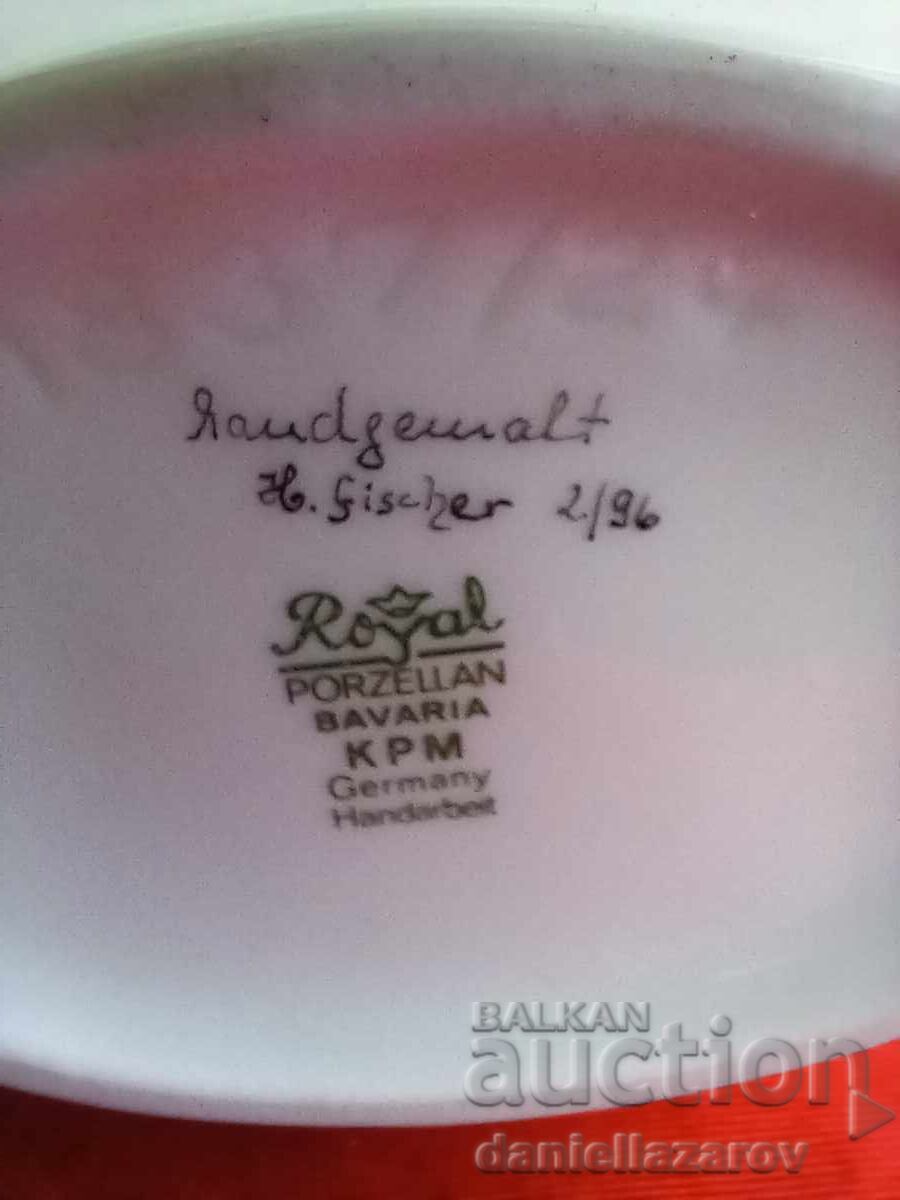 handgemalt
H. Fischer 2./96
Royal
PORZELLAN
BAVARIA
KPM
Germany
Handarbeit
BALKAN
auction
daniellazarov